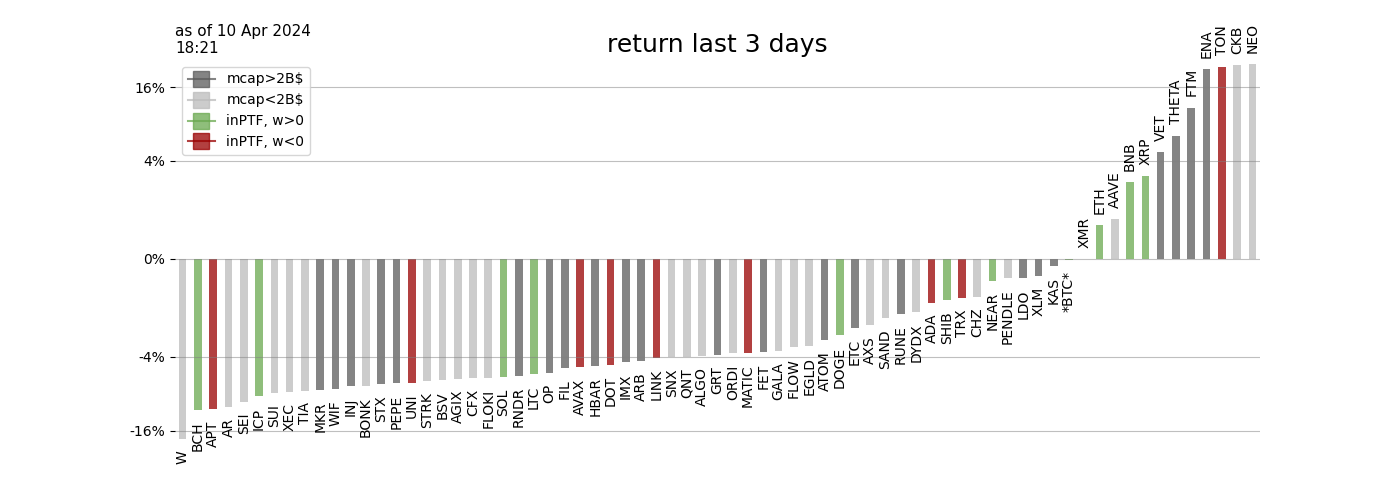 as of 10 Apr 2024
18:21
return last 3 days
mcap>2B$
mcap<2B$
inPTF, w>0
inPTF, w<0
16%
4%
0%
-4%
-16%
W
BCH
APT
AR
SEI
ICP
SUI
XEC
TIA
MKR
WIF
INJ
BONK
STX
PEPE
UNI
STRK
BSV
AGIX
CFX
FLOKI
SOL
RNDR
LTC
OP
FIL
AVAX
HBAR
DOT
IMX
ARB
LINK
SNX
QNT
ALGO
GRT
ORDI
MATIC
FET
GALA
FLOW
EGLD
ATOM
DOGE
ETC
AXS
SAND
RUNE
DYDX
ADA
SHIB
TRX
CHZ
NEAR
PENDLE
LDO
XLM
KAS
*BTC*
XMR
ETH
AAVE
BNB
XRP
VET
THETA
FTM
ENA
TON
CKB
NEO